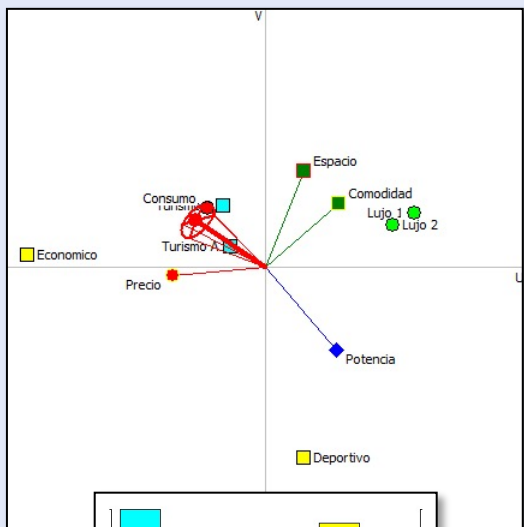 V
Espacio
Consumo
Comodidad
Lujo 1
Lujo 2
Turismo A
Economico
U
Precio
Potencia
Deportivo